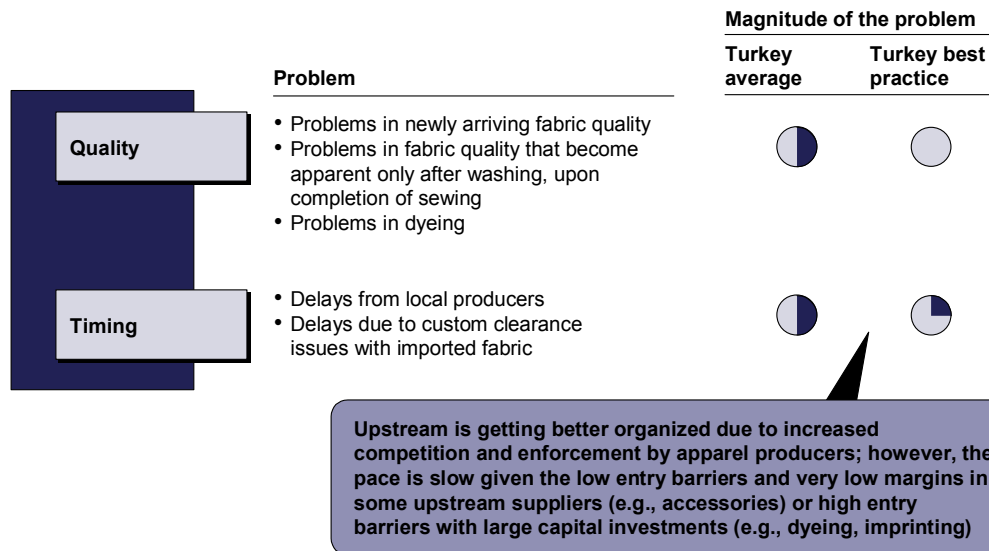 Magnitude of the problem
Problem
Turkey average
Turkey best practice
Quality
• Problems in newly arriving fabric quality
• Problems in fabric quality that become
apparent only after washing, upon
completion of sewing
• Problems in dyeing
Timing
• Delays from local producers
• Delays due to custom clearance
issues with imported fabric
Upstream is getting better organized due to increased
competition and enforcement by apparel producers; however, the
pace is slow given the low entry barriers and very low margins in
some upstream suppliers (e.g., accessories) or high entry
barriers with large capital investments (e.g., dyeing, imprinting)